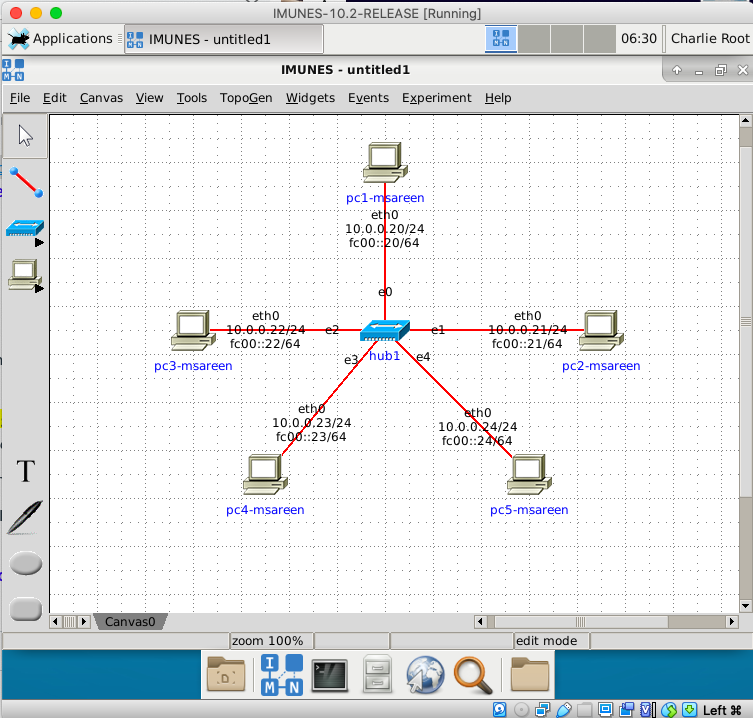 IMUNES-10.2-RELEASE [Running]
Applications
IMUNES - untitled1
06:30
Charlie Root
IMUNES - untitled1
File Edit Canvas View Tools TopoGen Widgets Events Experiment Help
pc1-msareen
eth0
10.0.0.20/24
fc00::20/64
e0
eth0
10.0.0.22/24
fc00::22/64
e2
e1
eth0
10.0.0.21/24
fc00::21/64
pc3-msareen
hub1
pc2-msareen
e3
e4
eth0
10.0.0.23/24
fc00::23/64
eth0
10.0.0.24/24
fc00::24/64
pc4-msareen
pc5-msareen
T
Canvas0
zoom 100%
edit mode
I M
M N
D
I M
M N
Left ⌘